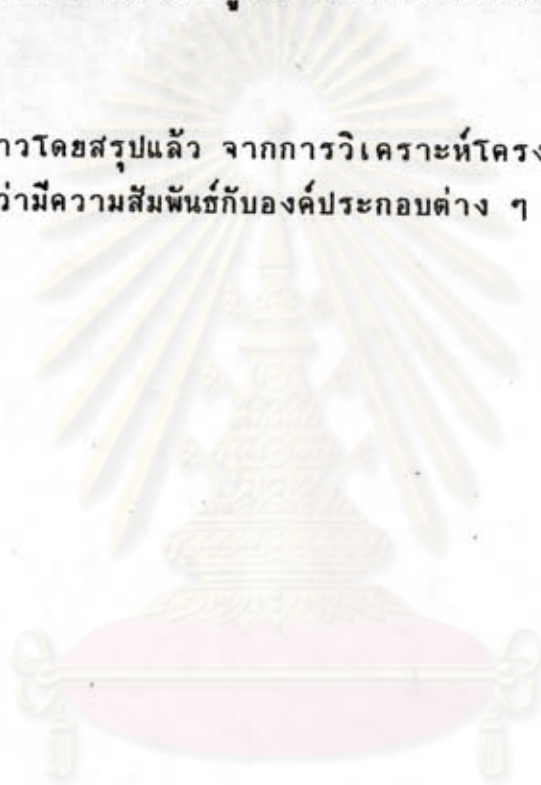 าวโดยสรุปแล้ว จากการวิเคราะห์โครง
ว่ามีความสัมพันธ์กับองค์ประกอบต่าง ๆ